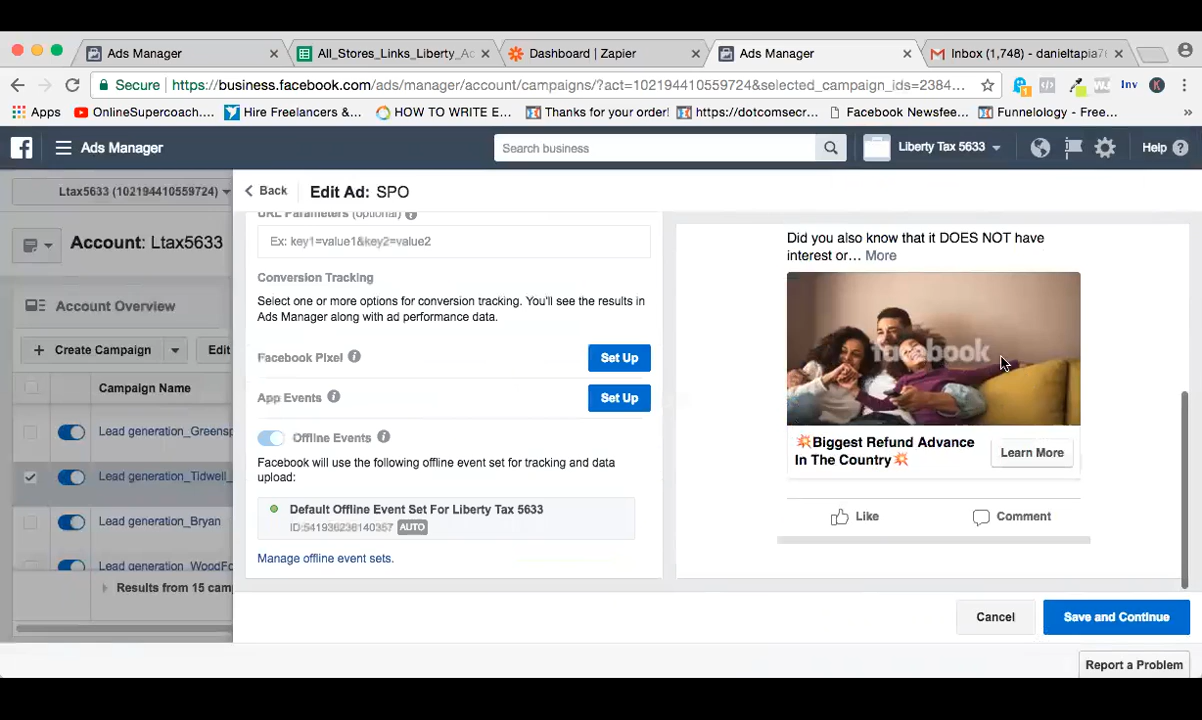 Ads Manager
All_Stores_Links_Liberty_Ad
Dashboard | Zapier
Ads Manager
Inbox (1,748) - danieltapia7
Secure
https://business.facebook.com/ads/manager/account/campaigns/?act=102194410559724&selected_campaign_ids=2384...
Inv
K
Apps
OnlineSupercoach....
Hire Freelancers &...
HOW TO WRITE E...
Thanks for your order!
https://dotcomsecr...
Facebook Newsfee...
Funnelology - Free...
»
Ads Manager
Search business
Liberty Tax 5633
Help
Ltax5633 (102194410559724)
Back
Edit Ad: SPO
Account: Ltax5633
Account Overview
+ Create Campaign
Edit
Campaign Name
Lead generation_Greensp
Lead generation_Tidwell_
Lead generation_Bryan
Lead generation_WoodFo
Results from 15 cam
URL Parameters (optional)
Ex: key1=value1&key2=value2
Conversion Tracking
Select one or more options for conversion tracking. You'll see the results in
Ads Manager along with ad performance data.
Facebook Pixel
Set Up
App Events
Set Up
Offline Events
Facebook will use the following offline event set for tracking and data
upload:
Default Offline Event Set For Liberty Tax 5633
ID:541936236140357 AUTO
Manage offline event sets.
Did you also know that it DOES NOT have
interest or... More
facebook
💥Biggest Refund Advance
In The Country💥
Learn More
Like
Comment
Cancel
Save and Continue
Report a Problem